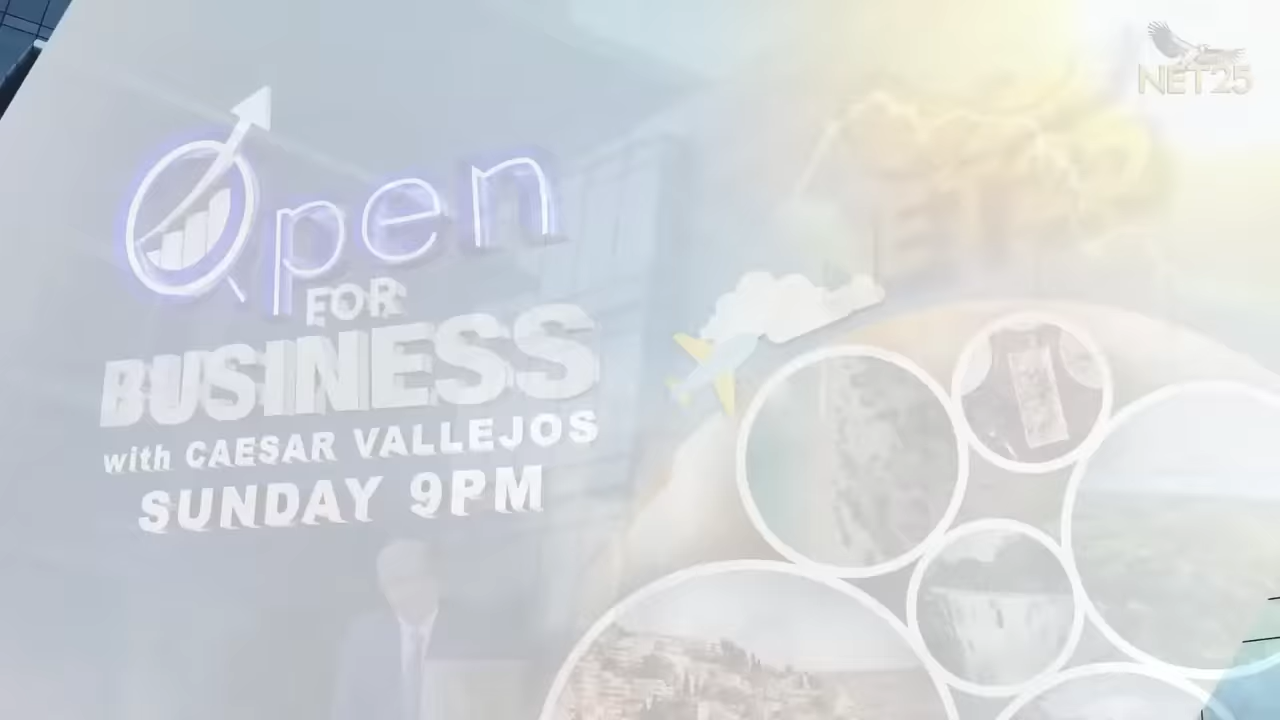 NET25
Open
FOR
BUSINESS
with CAESAR VALLEJOS
SUNDAY 9PM